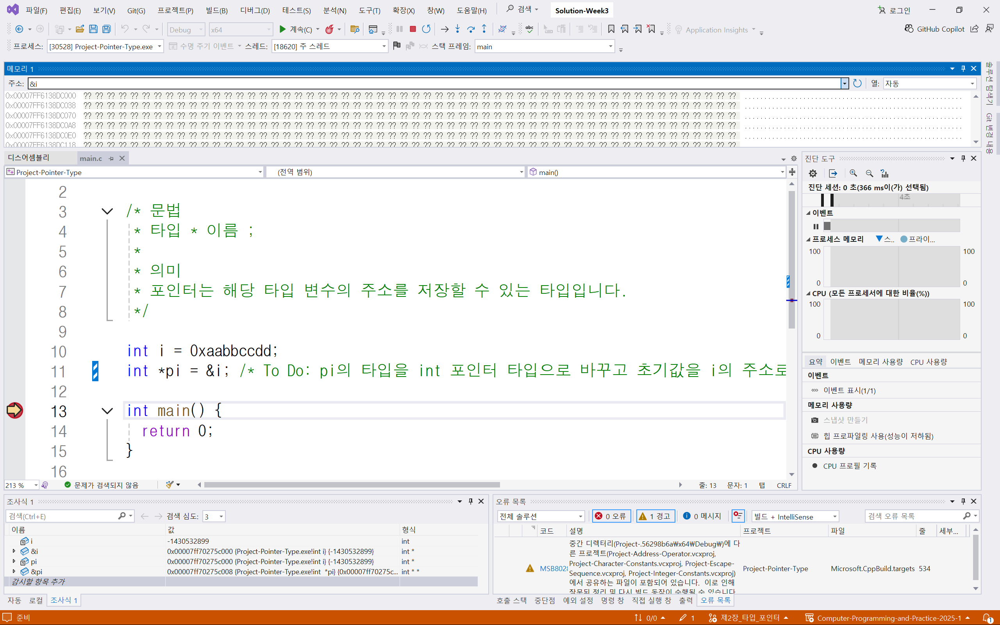 파일(F) 편집(E) 보기(V) Git(G) 프로젝트(P) 빌드(B) 디버그(D) 테스트(S) 분석(N) 도구(T) 확장(X) 창(W) 도움말(H) 검색 Solution-Week3 로그인
Debug x64 계속(C) Application Insights GitHub Copilot
프로세스: [30528] Project-Pointer-Type.exe 수명 주기 이벤트 스레드: [18620] 주 스레드 스택 프레임: main
메모리 1
주소: &i 열: 자동
0x00007FF6138DC000 ?? ?? ?? ?? ?? ?? ?? ?? ?? ?? ?? ?? ?? ?? ?? ?? ?? ?? ?? ?? ?? ?? ?? ?? ?? ?? ?? ?? ?? ?? ?? ?? ?? ?? ?? ?? ?? ?? ?? ?? ?? ?? ?? ?? ?? ?? ?? ?? ?? ?? ?? ?? ?? ?? ?? ?? ........................................................
0x00007FF6138DC038 ?? ?? ?? ?? ?? ?? ?? ?? ?? ?? ?? ?? ?? ?? ?? ?? ?? ?? ?? ?? ?? ?? ?? ?? ?? ?? ?? ?? ?? ?? ?? ?? ?? ?? ?? ?? ?? ?? ?? ?? ?? ?? ?? ?? ?? ?? ?? ?? ?? ?? ?? ?? ?? ?? ?? ?? ........................................................
0x00007FF6138DC070 ?? ?? ?? ?? ?? ?? ?? ?? ?? ?? ?? ?? ?? ?? ?? ?? ?? ?? ?? ?? ?? ?? ?? ?? ?? ?? ?? ?? ?? ?? ?? ?? ?? ?? ?? ?? ?? ?? ?? ?? ?? ?? ?? ?? ?? ?? ?? ?? ?? ?? ?? ?? ?? ?? ?? ?? ........................................................
0x00007FF6138DC0A8 ?? ?? ?? ?? ?? ?? ?? ?? ?? ?? ?? ?? ?? ?? ?? ?? ?? ?? ?? ?? ?? ?? ?? ?? ?? ?? ?? ?? ?? ?? ?? ?? ?? ?? ?? ?? ?? ?? ?? ?? ?? ?? ?? ?? ?? ?? ?? ?? ?? ?? ?? ?? ?? ?? ?? ?? ........................................................
0x00007FF6138DC0E0 ?? ?? ?? ?? ?? ?? ?? ?? ?? ?? ?? ?? ?? ?? ?? ?? ?? ?? ?? ?? ?? ?? ?? ?? ?? ?? ?? ?? ?? ?? ?? ?? ?? ?? ?? ?? ?? ?? ?? ?? ?? ?? ?? ?? ?? ?? ?? ?? ?? ?? ?? ?? ?? ?? ?? ?? ........................................................
0x00007FF6138DC118 ?? ?? ?? ?? ?? ?? ?? ?? ?? ?? ?? ?? ?? ?? ?? ?? ?? ?? ?? ?? ?? ?? ?? ?? ?? ?? ?? ?? ?? ?? ?? ?? ?? ?? ?? ?? ?? ?? ?? ?? ?? ?? ?? ?? ?? ?? ?? ?? ?? ?? ?? ?? ?? ?? ?? ??
솔루션 탐색기
Git 변경 내용
디스어셈블리 main.c
Project-Pointer-Type (전역 범위) main()
2
3 /* 문법
4 * 타입 * 이름 ;
5 *
6 * 의미
7 * 포인터는 해당 타입 변수의 주소를 저장할 수 있는 타입입니다.
8 */
9
10 int i = 0xaabbccdd;
11 int *pi = &i; /* To Do: pi의 타입을 int 포인터 타입으로 바꾸고 초기값을 i의 주소로
12
13 int main() {
14 return 0;
15 }
16
213 % 문제가 검색되지 않음 줄: 13 문자: 1 탭 CRLF
진단 도구
진단 세션: 0 초(366 ms이(가) 선택됨)
4초
이벤트
프로세스 메모리 스.. 프라이...
100 100
0 0
CPU (모든 프로세서에 대한 비율(%))
100 100
0 0
요약 이벤트 메모리 사용량 CPU 사용량
이벤트
이벤트 표시(1/1)
메모리 사용량
스냅샷 만들기
힙 프로파일링 사용(성능이 저하됨)
CPU 사용량
CPU 프로필 기록
조사식 1
검색(Ctrl+E) 검색 심도: 3
이름 값 형식
i -1430532899 int
&i 0x00007ff70275c000 {Project-Pointer-Type.exe!int i} {-1430532899} int *
pi 0x00007ff70275c000 {Project-Pointer-Type.exe!int i} {-1430532899} int *
&pi 0x00007ff70275c008 {Project-Pointer-Type.exe!int *pi} {0x00007ff70275c... int * *
감시할 항목 추가
자동 로컬 조사식 1
오류 목록
전체 솔루션 0 오류 1 경고 0 메시지 빌드 + IntelliSense 검색 오류 목록
코드 설명 프로젝트 파일 줄 세부...
중간 디렉터리(Project-.56298b6a₩x64₩Debug₩)에 다
른 프로젝트(Project-Address-Operator.vcxproj,
Project-Character-Constants.vcxproj, Project-Escape-
MSB8028 Sequence.vcxproj, Project-Integer-Constants.vcxproj) Project-Pointer-Type Microsoft.CppBuild.targets 534
에서 공유하는 파일이 포함되어 있습니다. 이로 인해
잘못된 정리 및 다시 빌드 동작이 수행될 수 있습니다
호출 스택 중단점 예외 설정 명령 창 직접 실행 창 출력 오류 목록
준비 0/0 1 제2장_타입_포인터 Computer-Programming-and-Practice-2025-1 1